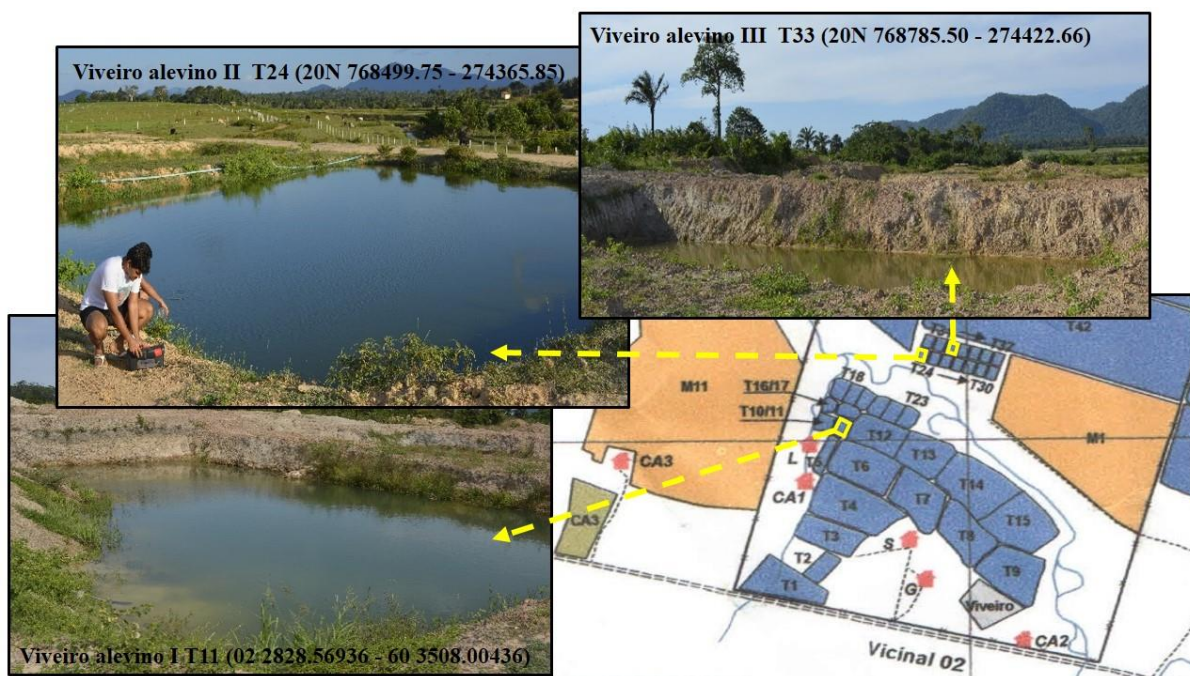 Viveiro alevino III T33 (20N 768785.50 - 274422.66)
Viveiro alevino II T24 (20N 768499.75 - 274365.85)
Viveiro alevino I T11 (02 2828.56936 - 60 3508.00436)
T42
T37
T24
T30
M11
T18
T16/17
T23
T10/11
M1
T12
L
T13
CA3
T6
CA1
T14
T7
CA3
T4
T15
T8
T3
S
T2
T9
T1
G
Viveiro
CA2
Vicinal 02